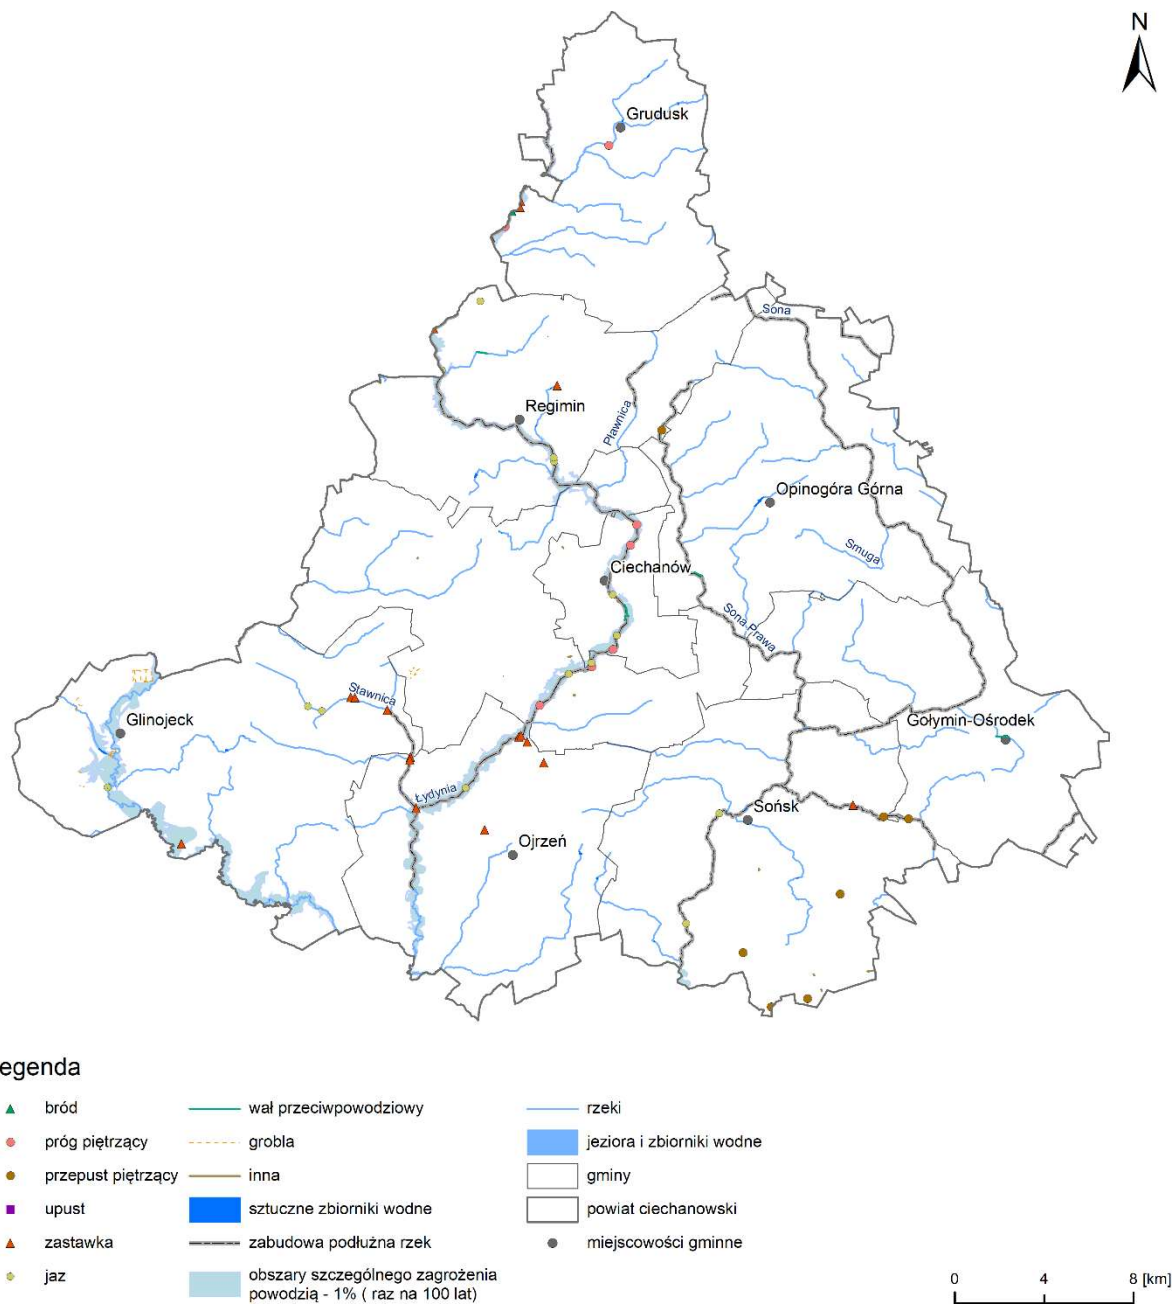 N
Grudusk
Sona
Regimin
Pławnica
Opinogóra Górna
Smuga
Ciechanów
Sona Prawa
Stawnica
Glinojeck
Gołymin-Ośrodek
Łydynia
Sońsk
Ojrzeń
egenda
bród
próg piętrzący
przepust piętrzący
upust
zastawka
jaz
wał przeciwpowodziowy
grobla
inna
sztuczne zbiorniki wodne
zabudowa podłużna rzek
obszary szczególnego zagrożenia
powodzią - 1% ( raz na 100 lat)
rzeki
jeziora i zbiorniki wodne
gminy
powiat ciechanowski
miejscowości gminne
0 4 8 [km]